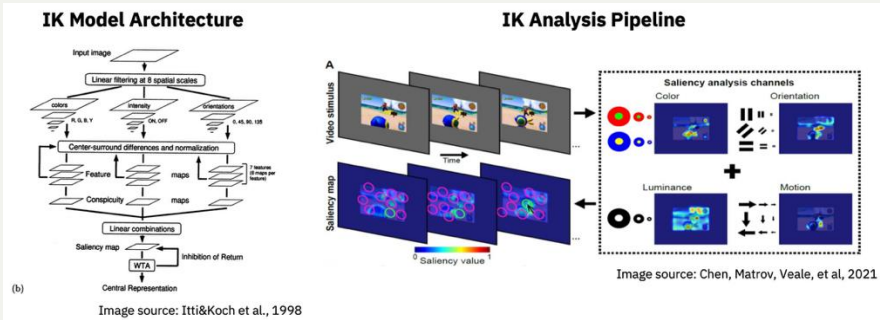 IK Model Architecture
Input image
Linear filtering at 8 spatial scales
colors
intensity
orientations
R, G, B, Y
ON, OFF
0, 45, 90, 135
Center-surround differences and normalization
Feature
maps
7 features
(6 maps per
feature)
Conspicuity
maps
Linear combinations
Saliency map
Inhibition of Return
WTA
(b)
Central Representation
Image source: Itti&Koch et al., 1998
IK Analysis Pipeline
A
Video stimulus
Time
...
Saliency map
...
0
1
Saliency value
Saliency analysis channels
Color
Orientation
+
Luminance
Motion
Image source: Chen, Matrov, Veale, et al, 2021